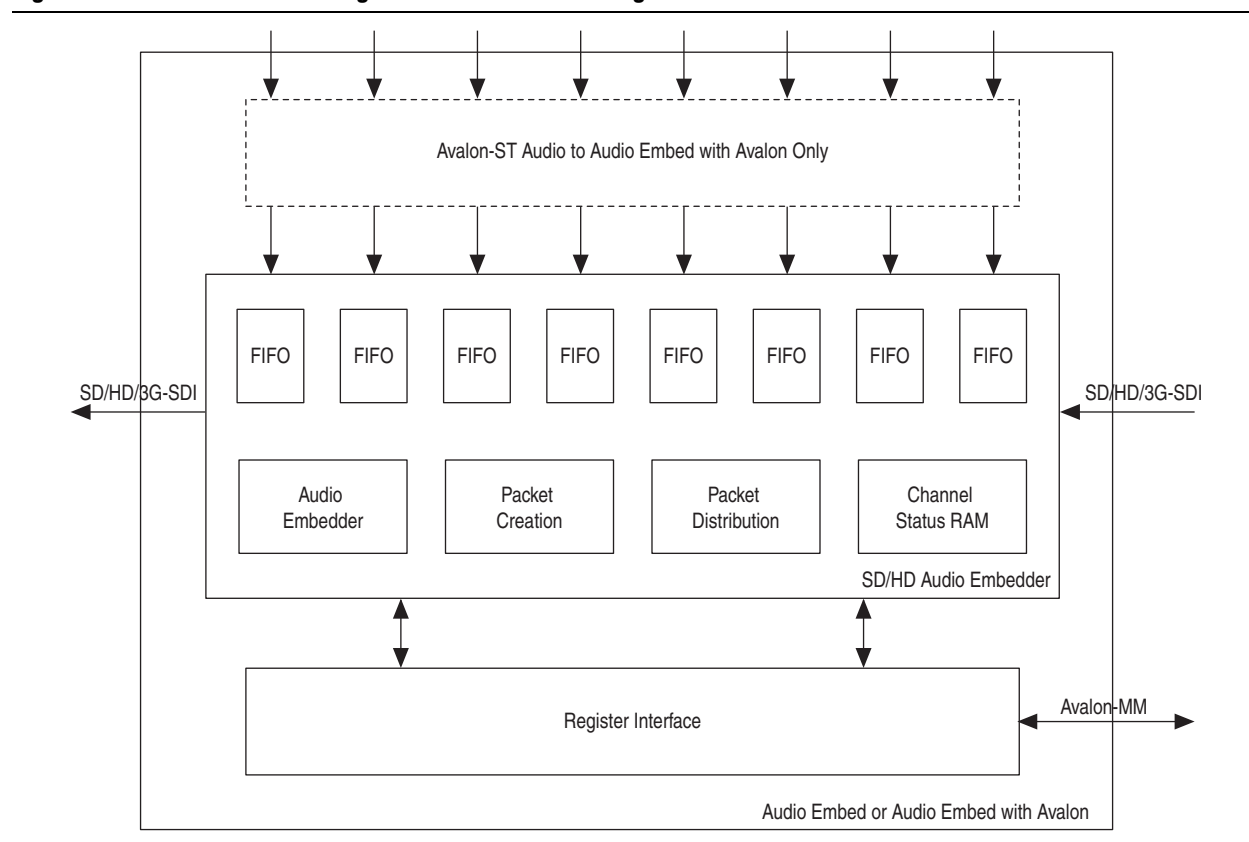 Avalon-ST Audio to Audio Embed with Avalon Only
FIFO FIFO FIFO FIFO FIFO FIFO FIFO FIFO
SD/HD/3G-SDI
SD/HD/3G-SDI
Audio
Embedder
Packet
Creation
Packet
Distribution
Channel
Status RAM
SD/HD Audio Embedder
Register Interface
Avalon-MM
Audio Embed or Audio Embed with Avalon